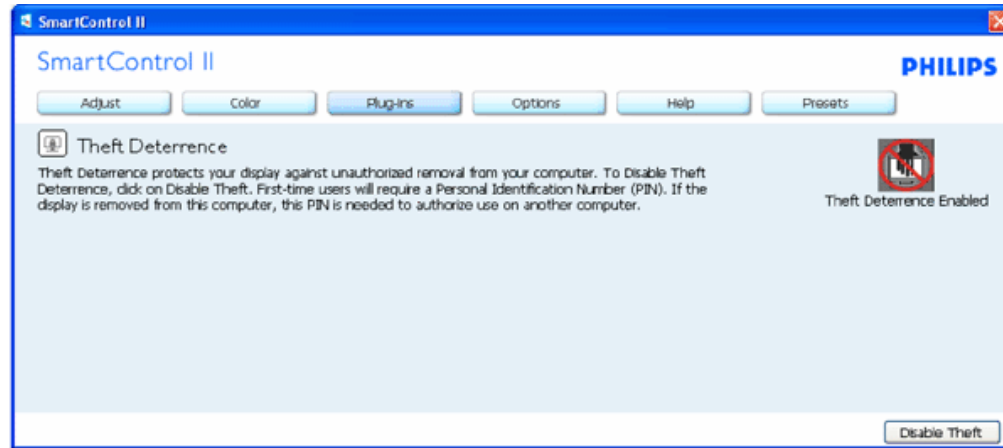 SmartControl II
SmartControl II
PHILIPS
Adjust Color Plug-Ins Options Help Presets
Theft Deterrence
Theft Deterrence protects your display against unauthorized removal from your computer. To Disable Theft
Deterrence, click on Disable Theft. First-time users will require a Personal Identification Number (PIN). If the
display is removed from this computer, this PIN is needed to authorize use on another computer.
Theft Deterrence Enabled
Disable Theft